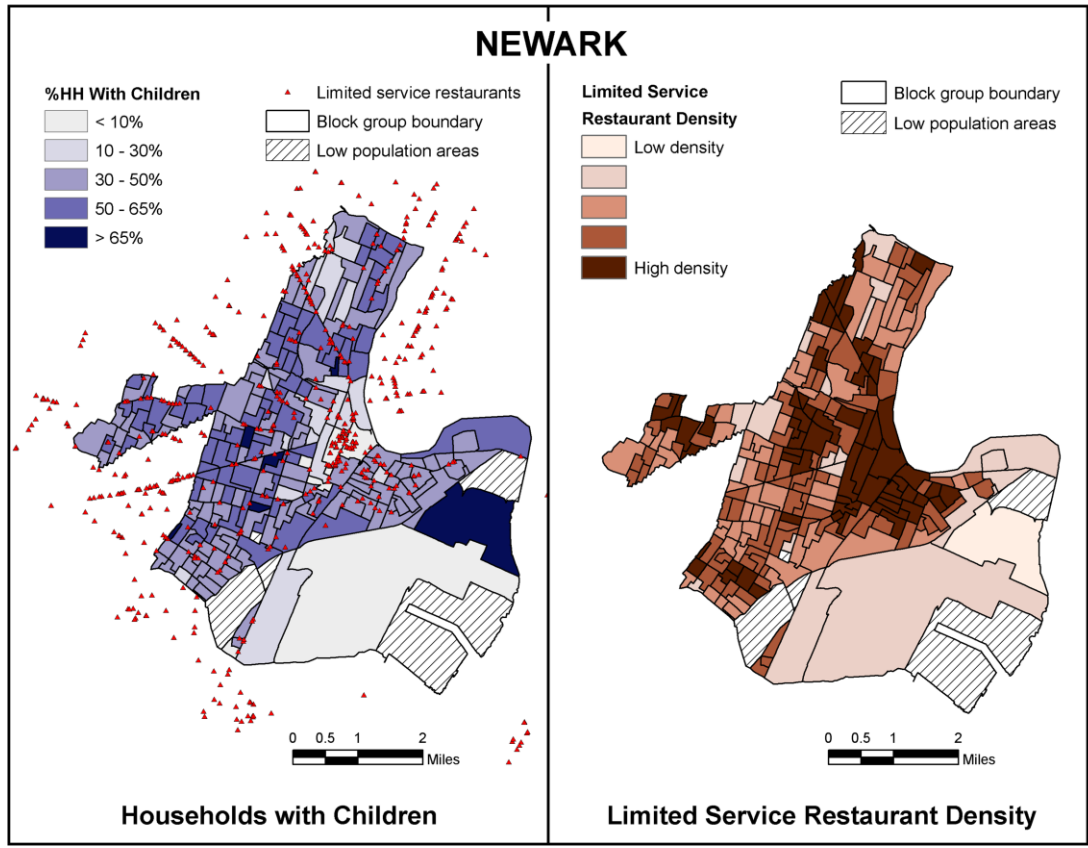 NEWARK
%HH With Children
< 10%
10 - 30%
30 - 50%
50 - 65%
> 65%
Limited service restaurants
Block group boundary
Low population areas
0 0.5 1 2
Miles
Households with Children
Limited Service
Restaurant Density
Low density
High density
Block group boundary
Low population areas
0 0.5 1 2
Miles
Limited Service Restaurant Density